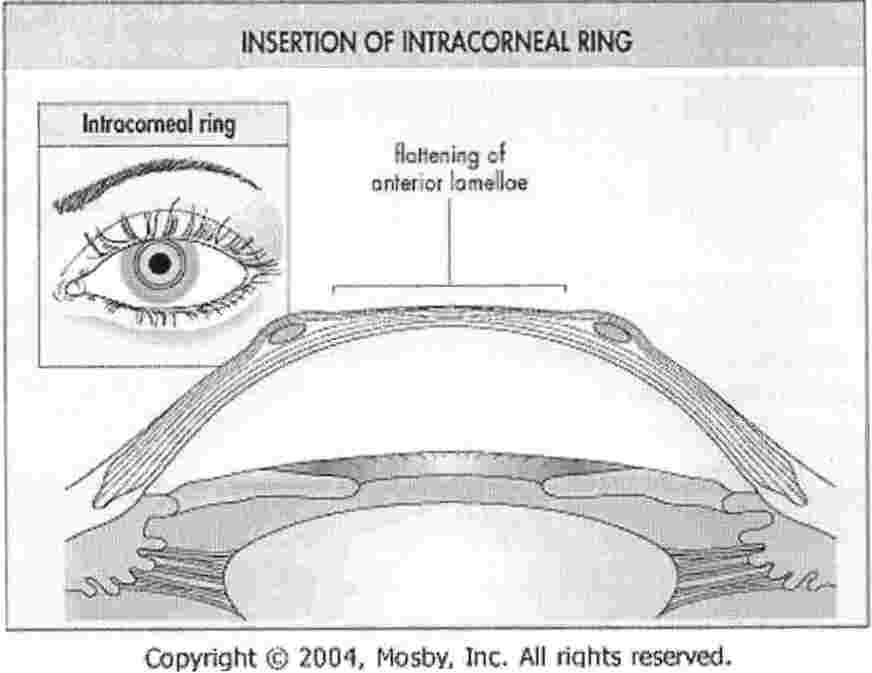 INSERTION OF INTRACORNEAL RING
Intracorneal ring
flattening of
anterior lamellae
Copyright © 2004, Mosby, Inc. All rights reserved.